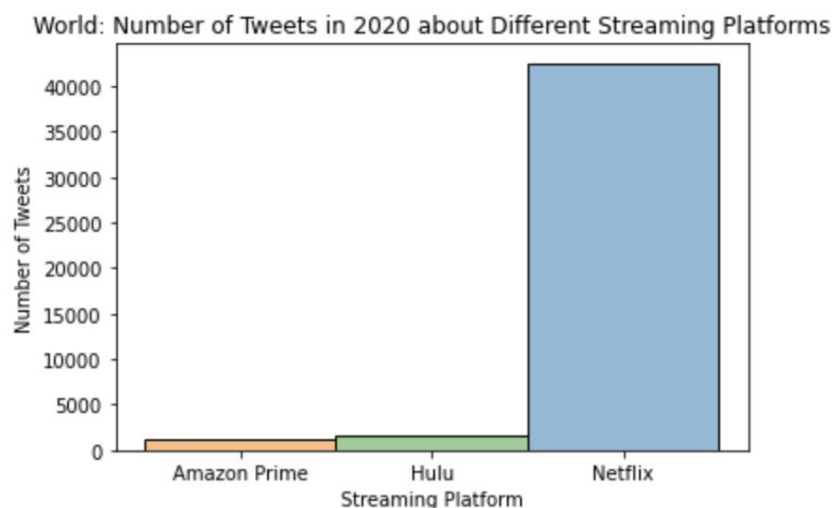 World: Number of Tweets in 2020 about Different Streaming Platforms
Number of Tweets
40000
35000
30000
25000
20000
15000
10000
5000
0
Amazon Prime Hulu Netflix
Streaming Platform